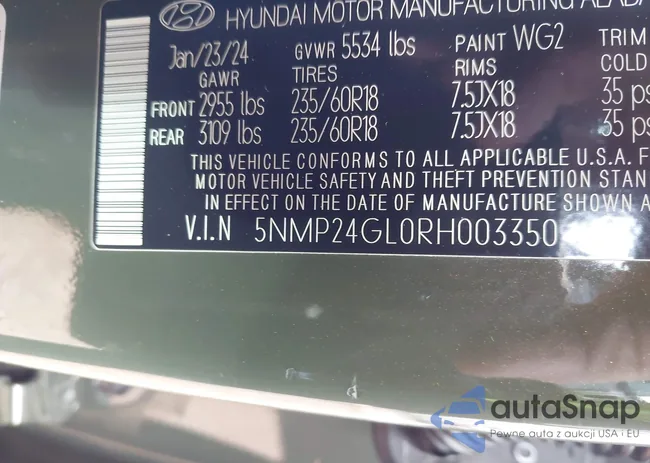 HYUNDAI MOTOR MANUFACTURING
Jan/23/24 GVWR 5534 lbs PAINT WG2 TRIM
GAWR TIRES RIMS COLD
FRONT 2955 lbs 235/60R18 7.5JX18 35
REAR 3109 lbs 235/60R18 7.5JX18 35
THIS VEHICLE CONFORMS TO ALL APPLICABLE U.S.A.
MOTOR VEHICLE SAFETY AND THEFT PREVENTION
IN EFFECT ON THE DATE OF MANUFACTURE SHOWN
V.I.N 5NMP24GL0RH003350
autaSnap
Pewne auta z aukcji USA i EU